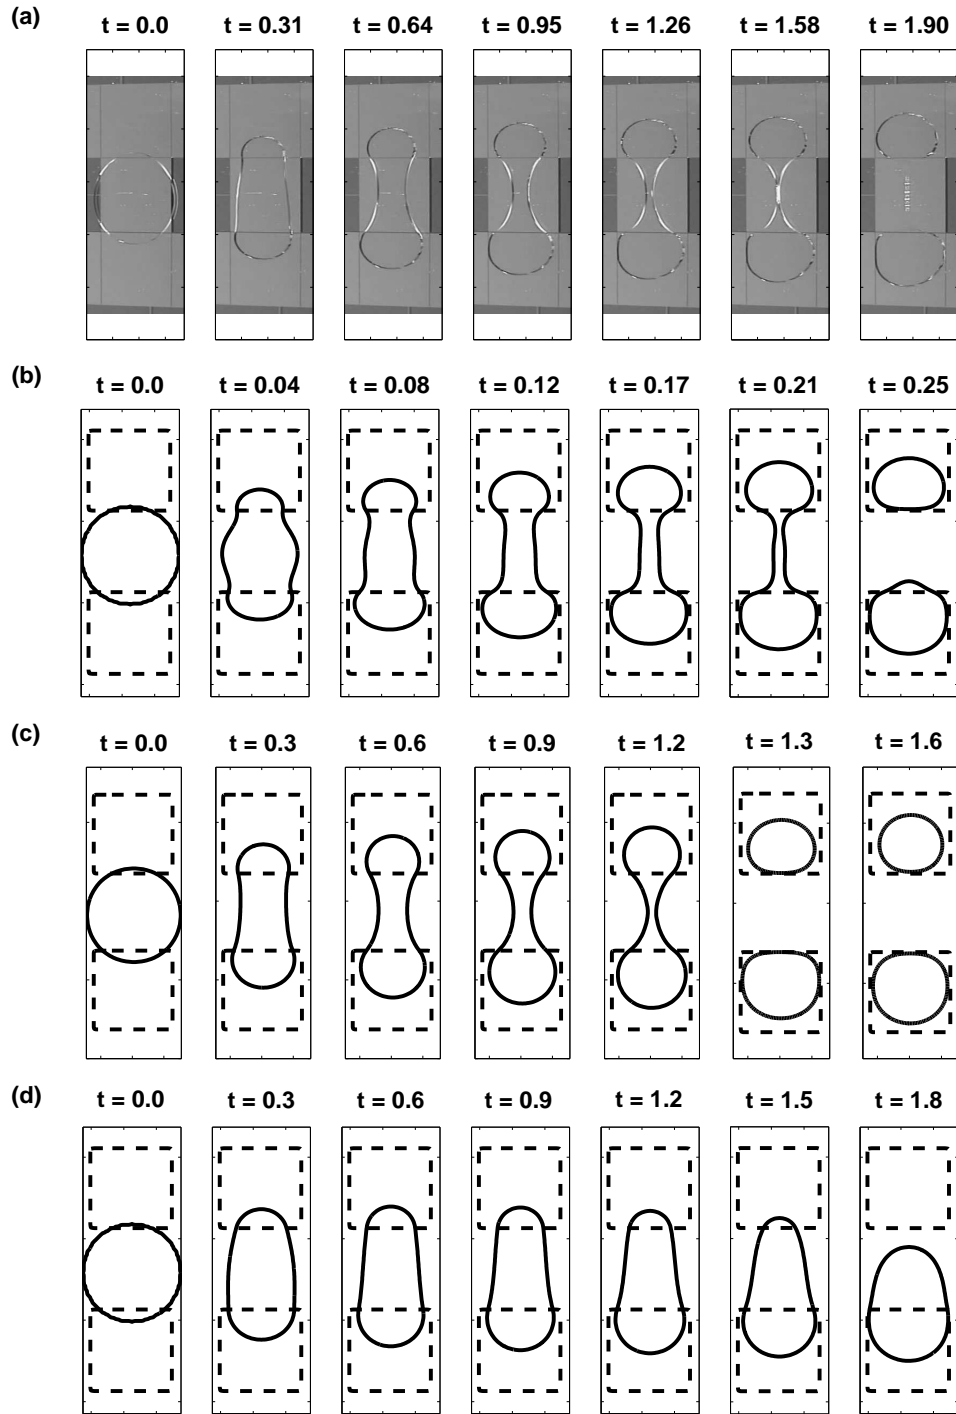 (a)
t = 0.0 t = 0.31 t = 0.64 t = 0.95 t = 1.26 t = 1.58 t = 1.90
(b)
t = 0.0 t = 0.04 t = 0.08 t = 0.12 t = 0.17 t = 0.21 t = 0.25
(c)
t = 0.0 t = 0.3 t = 0.6 t = 0.9 t = 1.2 t = 1.3 t = 1.6
(d)
t = 0.0 t = 0.3 t = 0.6 t = 0.9 t = 1.2 t = 1.5 t = 1.8